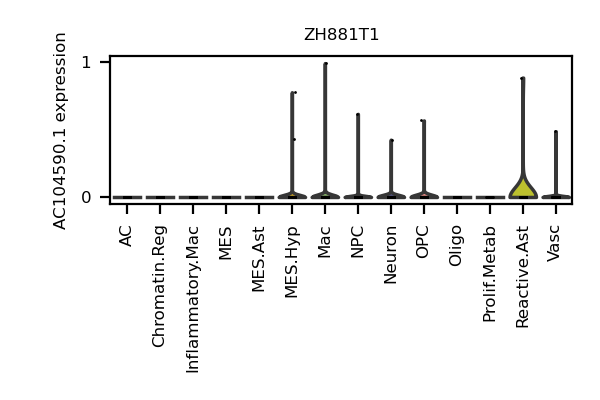 ZH881T1
AC104590.1 expression
1
0
AC
Chromatin.Reg
Inflammatory.Mac
MES
MES.Ast
MES.Hyp
Mac
NPC
Neuron
OPC
Oligo
Prolif.Metab
Reactive.Ast
Vasc